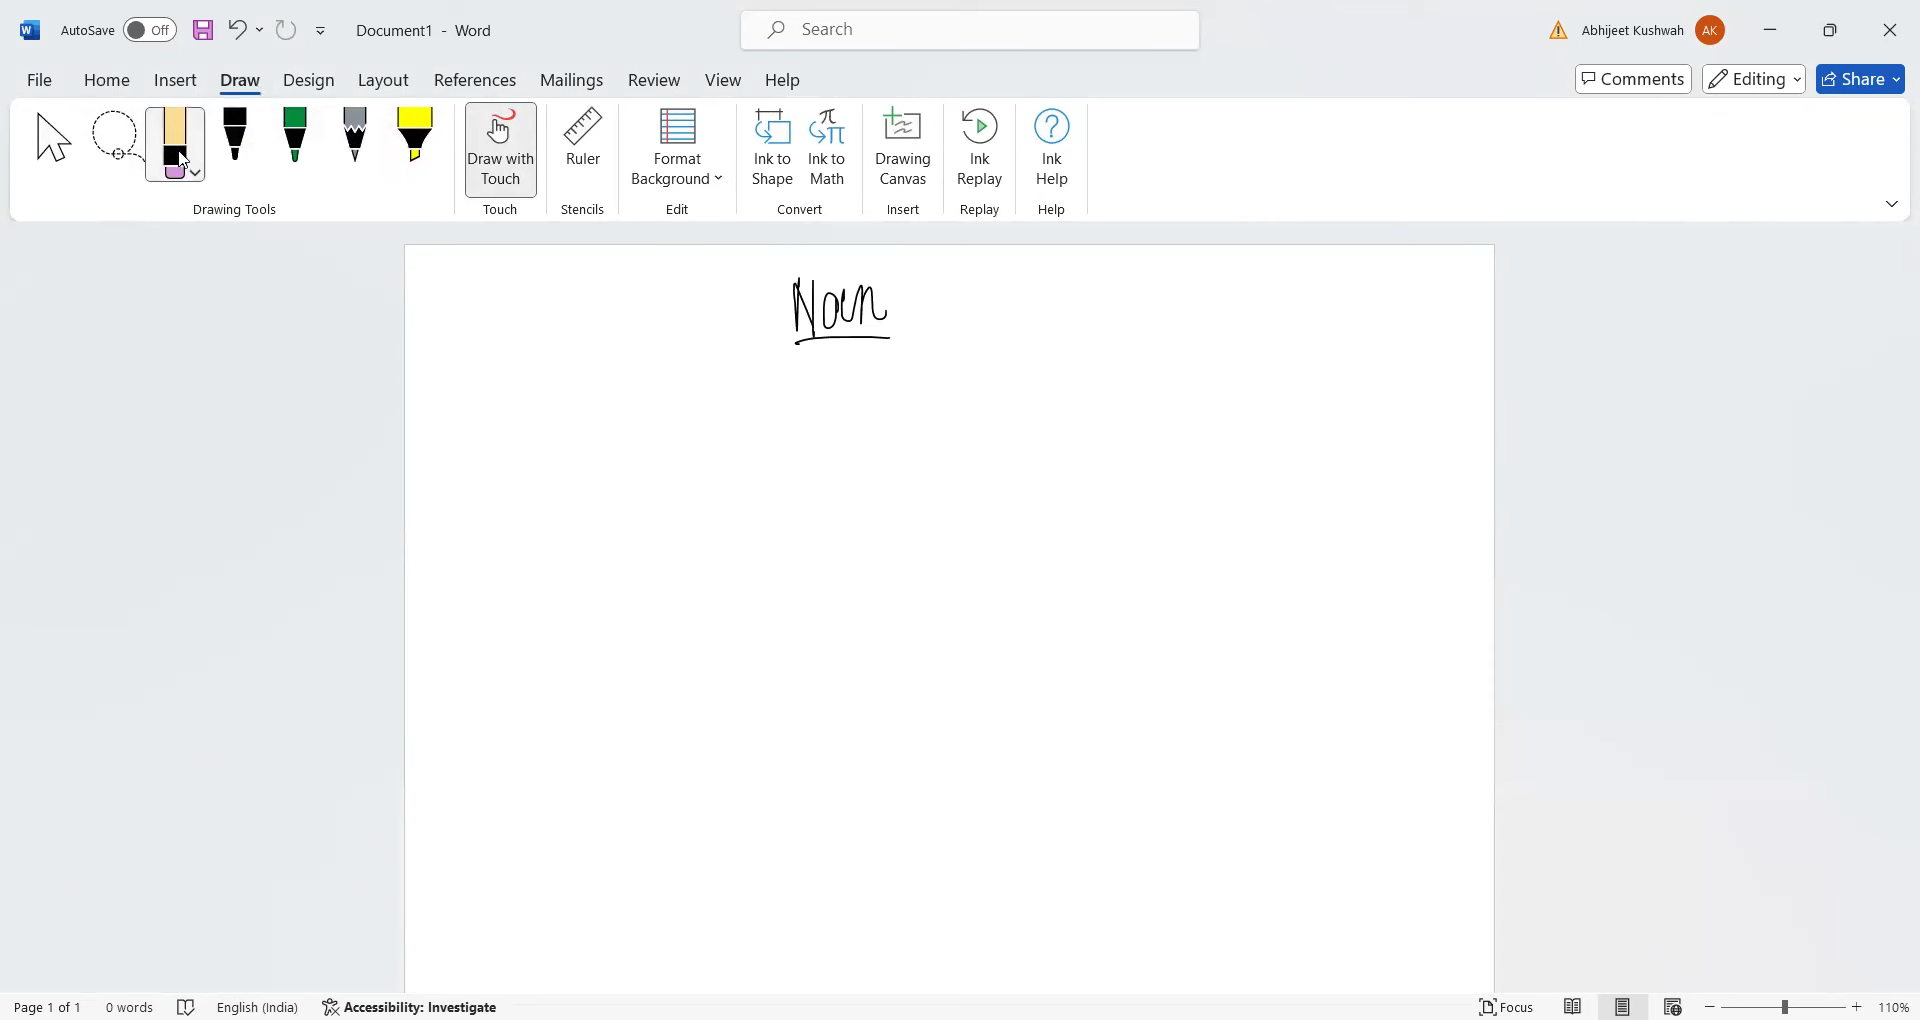 AutoSave Off Document1 - Word Search Abhijeet Kushwah AK
File Home Insert Draw Design Layout References Mailings Review View Help Comments Editing Share
Draw with Touch
Ruler
Format Background
Ink to Shape
Ink to Math
Drawing Canvas
Ink Replay
Ink Help
Drawing Tools Touch Stencils Edit Convert Insert Replay Help
Page 1 of 1 0 words English (India) Accessibility: Investigate Focus 110%